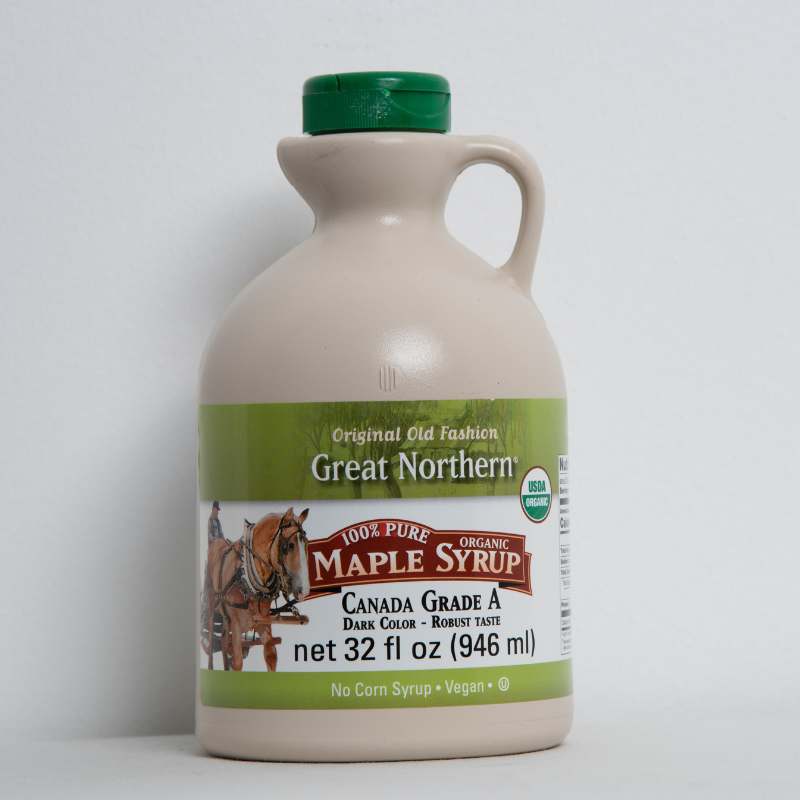 Original Old Fashion
Great Northern®
USDA
ORGANIC
100% PURE
ORGANIC
MAPLE SYRUP
CANADA GRADE A
DARK COLOR - ROBUST TASTE
net 32 fl oz (946 ml)
No Corn Syrup • Vegan • Ⓤ